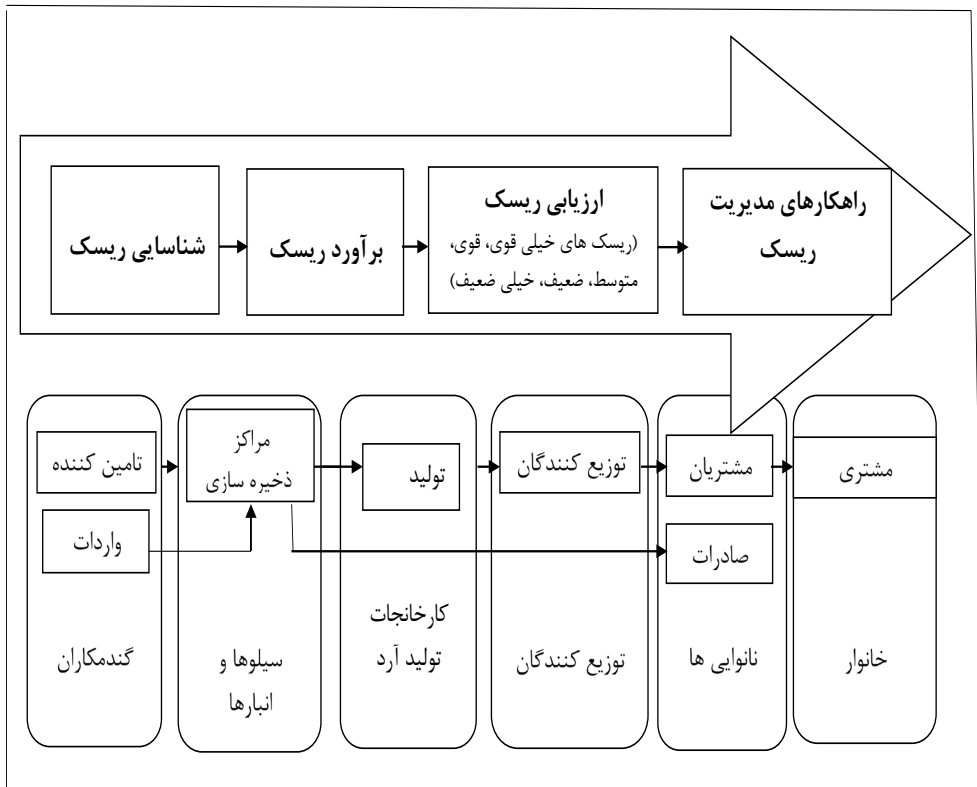 شناسایی ریسک
برآورد ریسک
ارزیابی ریسک
(ریسک های خیلی قوی، قوی،
متوسط، ضعیف، خیلی ضعیف)
راهکارهای مدیریت
ریسک
تامین کننده
واردات
گندمکاران
مراکز
ذخیره سازی
سیلوها و
انبارها
تولید
کارخانجات
تولید آرد
توزیع کنندگان
توزیع کنندگان
مشتریان
صادرات
نانوایی ها
مشتری
خانوار